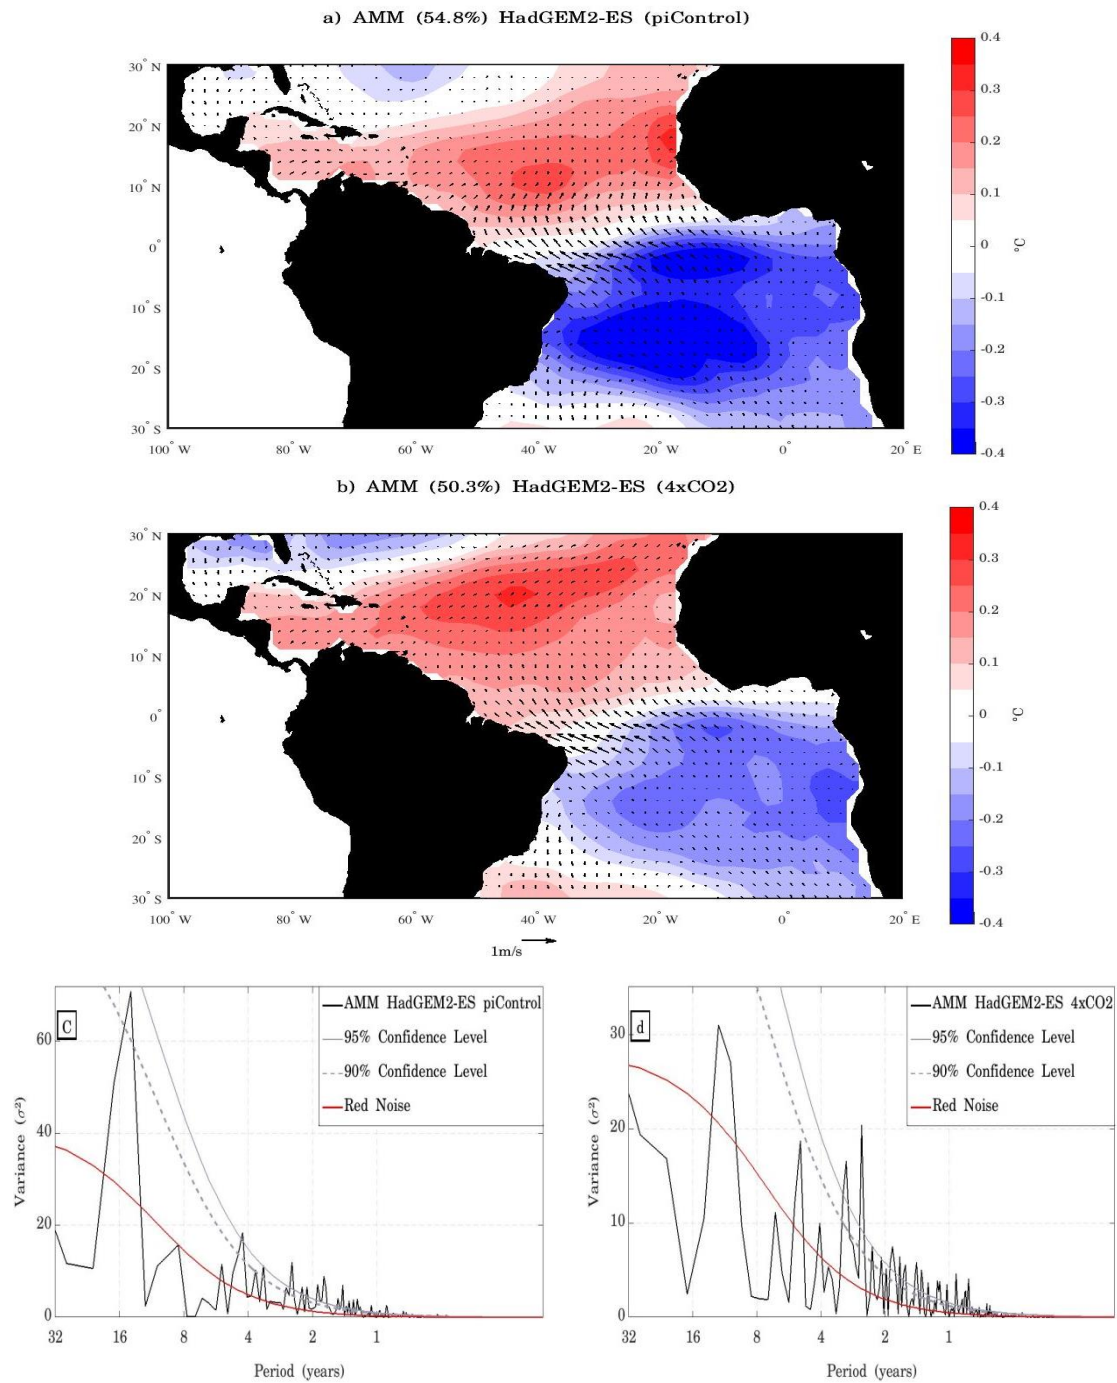 a) AMM (54.8%) HadGEM2-ES (piControl)
30° N
20° N
10° N
0°
10° S
20° S
30° S
100° W
80° W
60° W
40° W
20° W
0°
20° E
0.4
0.3
0.2
0.1
0
-0.1
-0.2
-0.3
-0.4
°C
b) AMM (50.3%) HadGEM2-ES (4xCO2)
30° N
20° N
10° N
0°
10° S
20° S
30° S
100° W
80° W
60° W
40° W
20° W
0°
20° E
1m/s
0.4
0.3
0.2
0.1
0
-0.1
-0.2
-0.3
-0.4
°C
C
AMM HadGEM2-ES piControl
95% Confidence Level
90% Confidence Level
Red Noise
Variance (σ²)
60
40
20
0
32
16
8
4
2
1
Period (years)
d
AMM HadGEM2-ES 4xCO2
95% Confidence Level
90% Confidence Level
Red Noise
Variance (σ²)
30
20
10
0
32
16
8
4
2
1
Period (years)